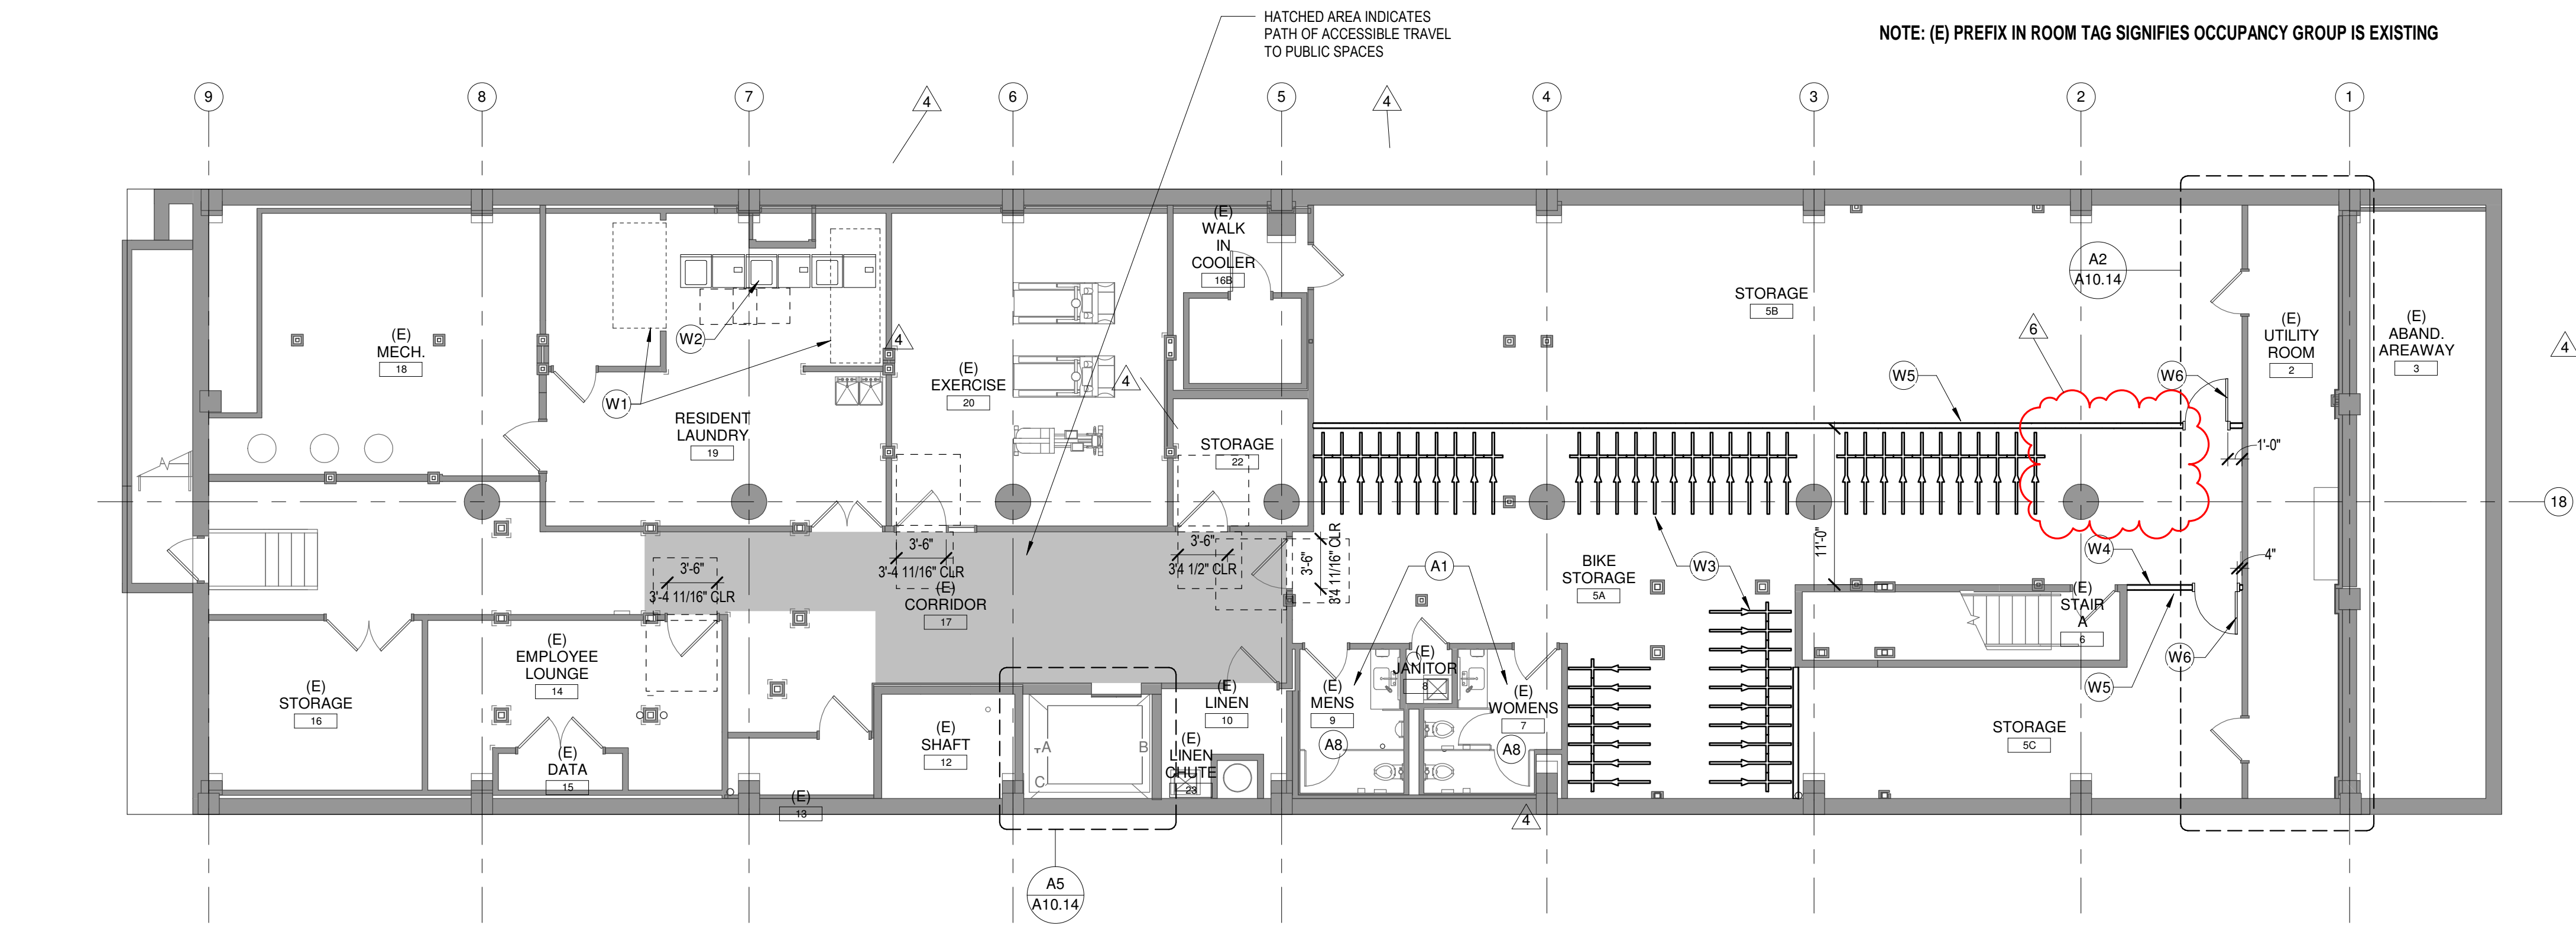 HATCHED AREA INDICATES
PATH OF ACCESSIBLE TRAVEL
TO PUBLIC SPACES
NOTE: (E) PREFIX IN ROOM TAG SIGNIFIES OCCUPANCY GROUP IS EXISTING
9
8
7
4
6
5
4
4
3
2
1
(E)
WALK
IN
COOLER
16B
A2
A10.14
STORAGE
5B
(E)
MECH.
18
W2
4
W1
(E)
EXERCISE
20
4
RESIDENT
LAUNDRY
19
STORAGE
22
W5
6
W6
(E)
UTILITY
ROOM
2
(E)
ABAND.
AREAWAY
3
4
1'-0"
18
3'-6"
3'-4 11/16" CLR
3'-6"
3'-4 11/16" CLR
3'-6"
3'4 1/2" CLR
3'-6"
3'4 11/16" CLR
(E)
CORRIDOR
17
A1
BIKE
STORAGE
5A
W3
11'-0"
W4
4"
(E)
STAIR
A
6
W6
W5
(E)
STORAGE
16
(E)
EMPLOYEE
LOUNGE
14
(E)
DATA
15
(E)
13
(E)
SHAFT
12
A
B
C
(E)
LINEN
10
(E)
LINEN
CHUTE
23
(E)
MENS
9
A8
(E)
JANITOR
8
(E)
WOMENS
7
A8
4
STORAGE
5C
A5
A10.14